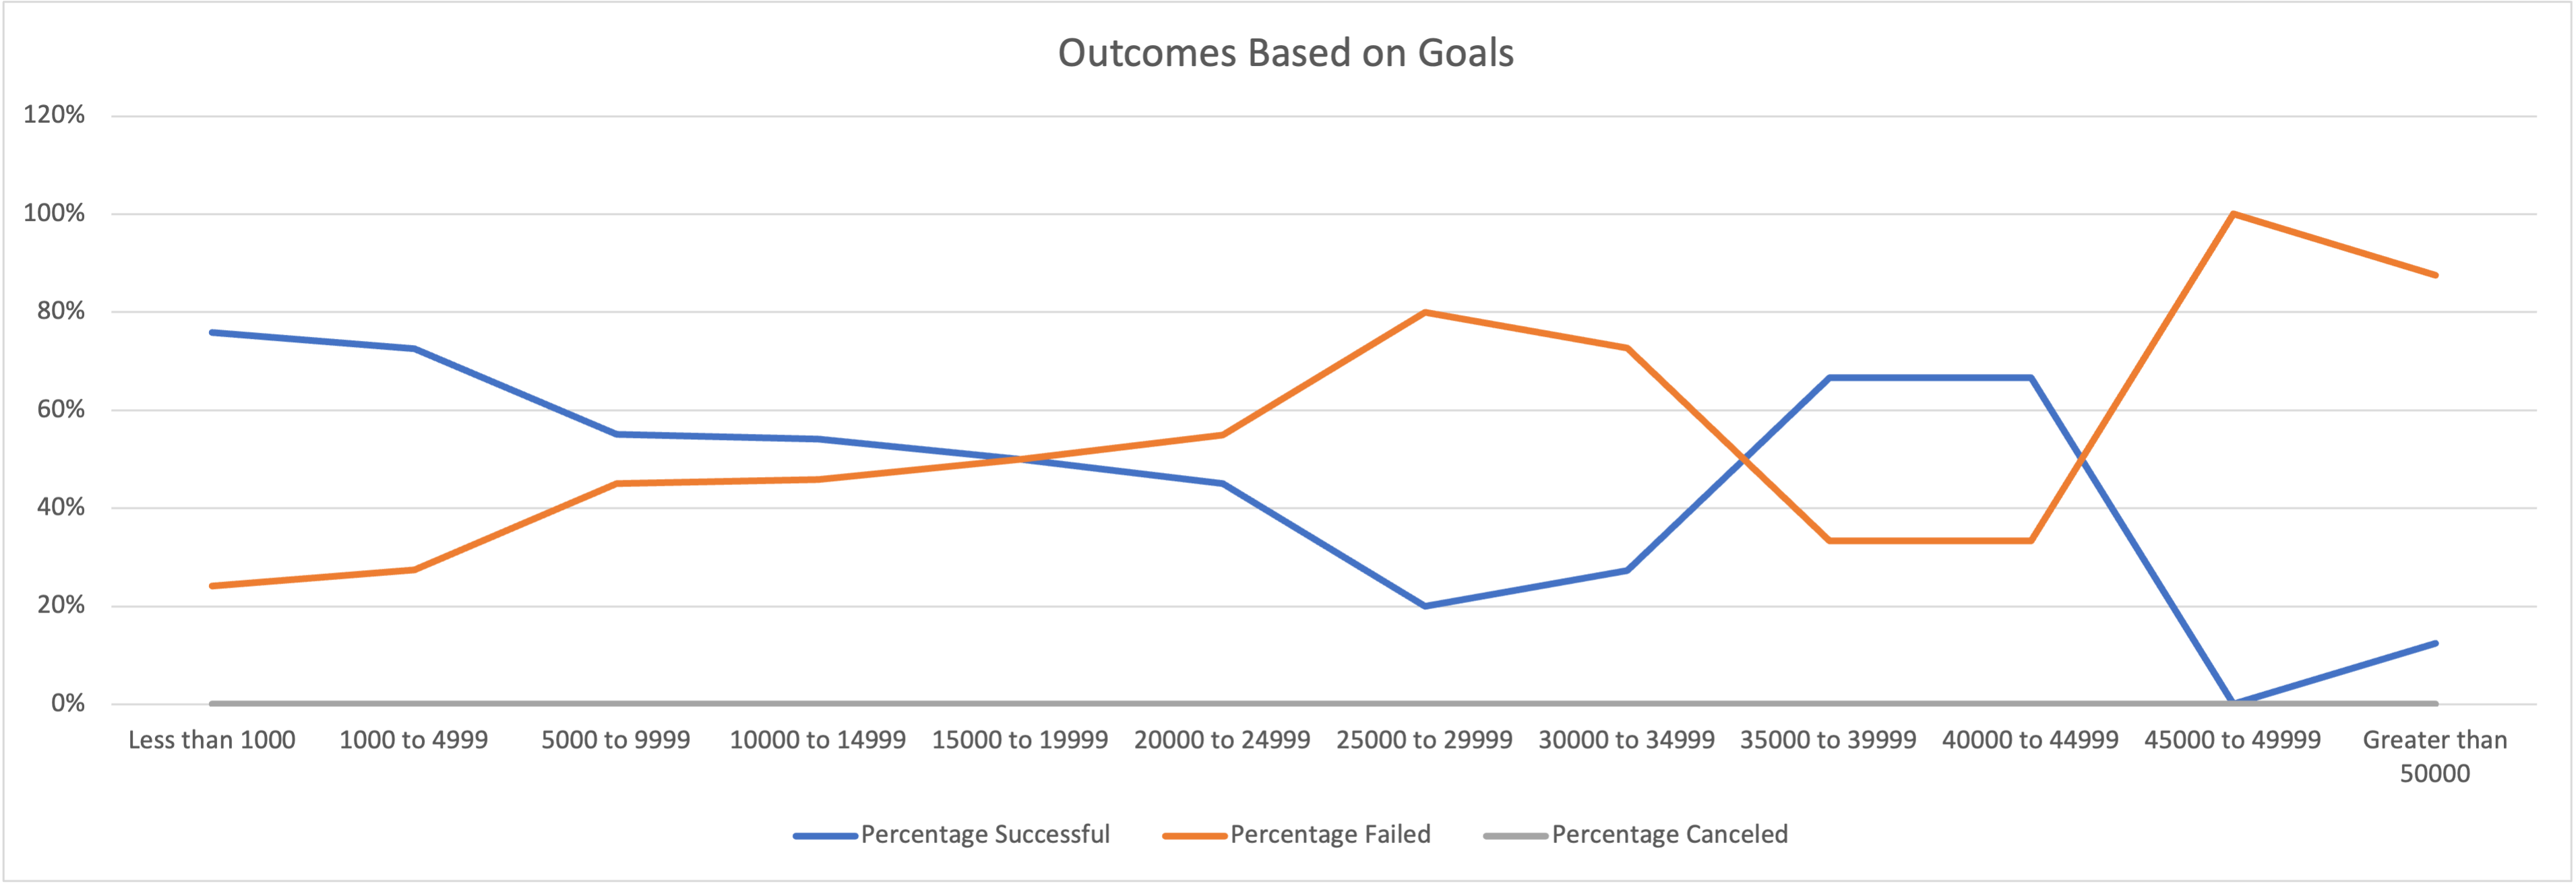 Outcomes Based on Goals
120%
100%
80%
60%
40%
20%
0%
Less than 1000 1000 to 4999 5000 to 9999 10000 to 14999 15000 to 19999 20000 to 24999 25000 to 29999 30000 to 34999 35000 to 39999 40000 to 44999 45000 to 49999 Greater than
50000
Percentage Successful Percentage Failed Percentage Canceled